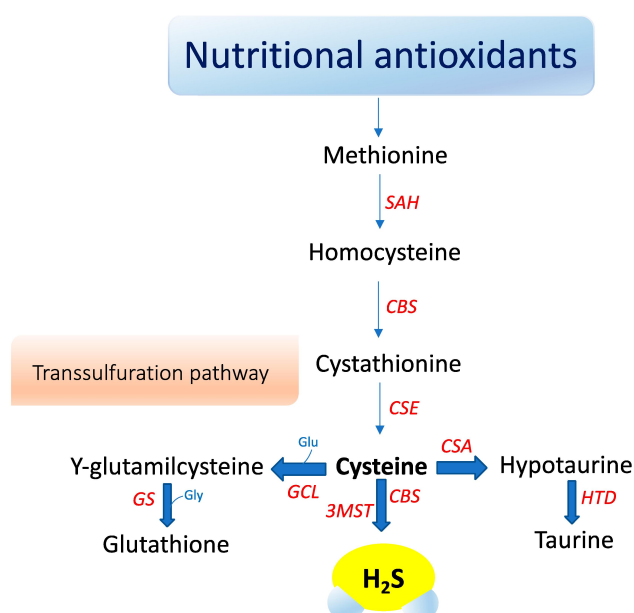 Nutritional antioxidants
Methionine
SAH
Homocysteine
CBS
Cystathionine
Transsulfuration pathway
CSE
Glu
CSA
Y-glutamilcysteine
Cysteine
Hypotaurine
GCL
GS
Gly
3MST
CBS
HTD
Glutathione
Taurine
H₂S